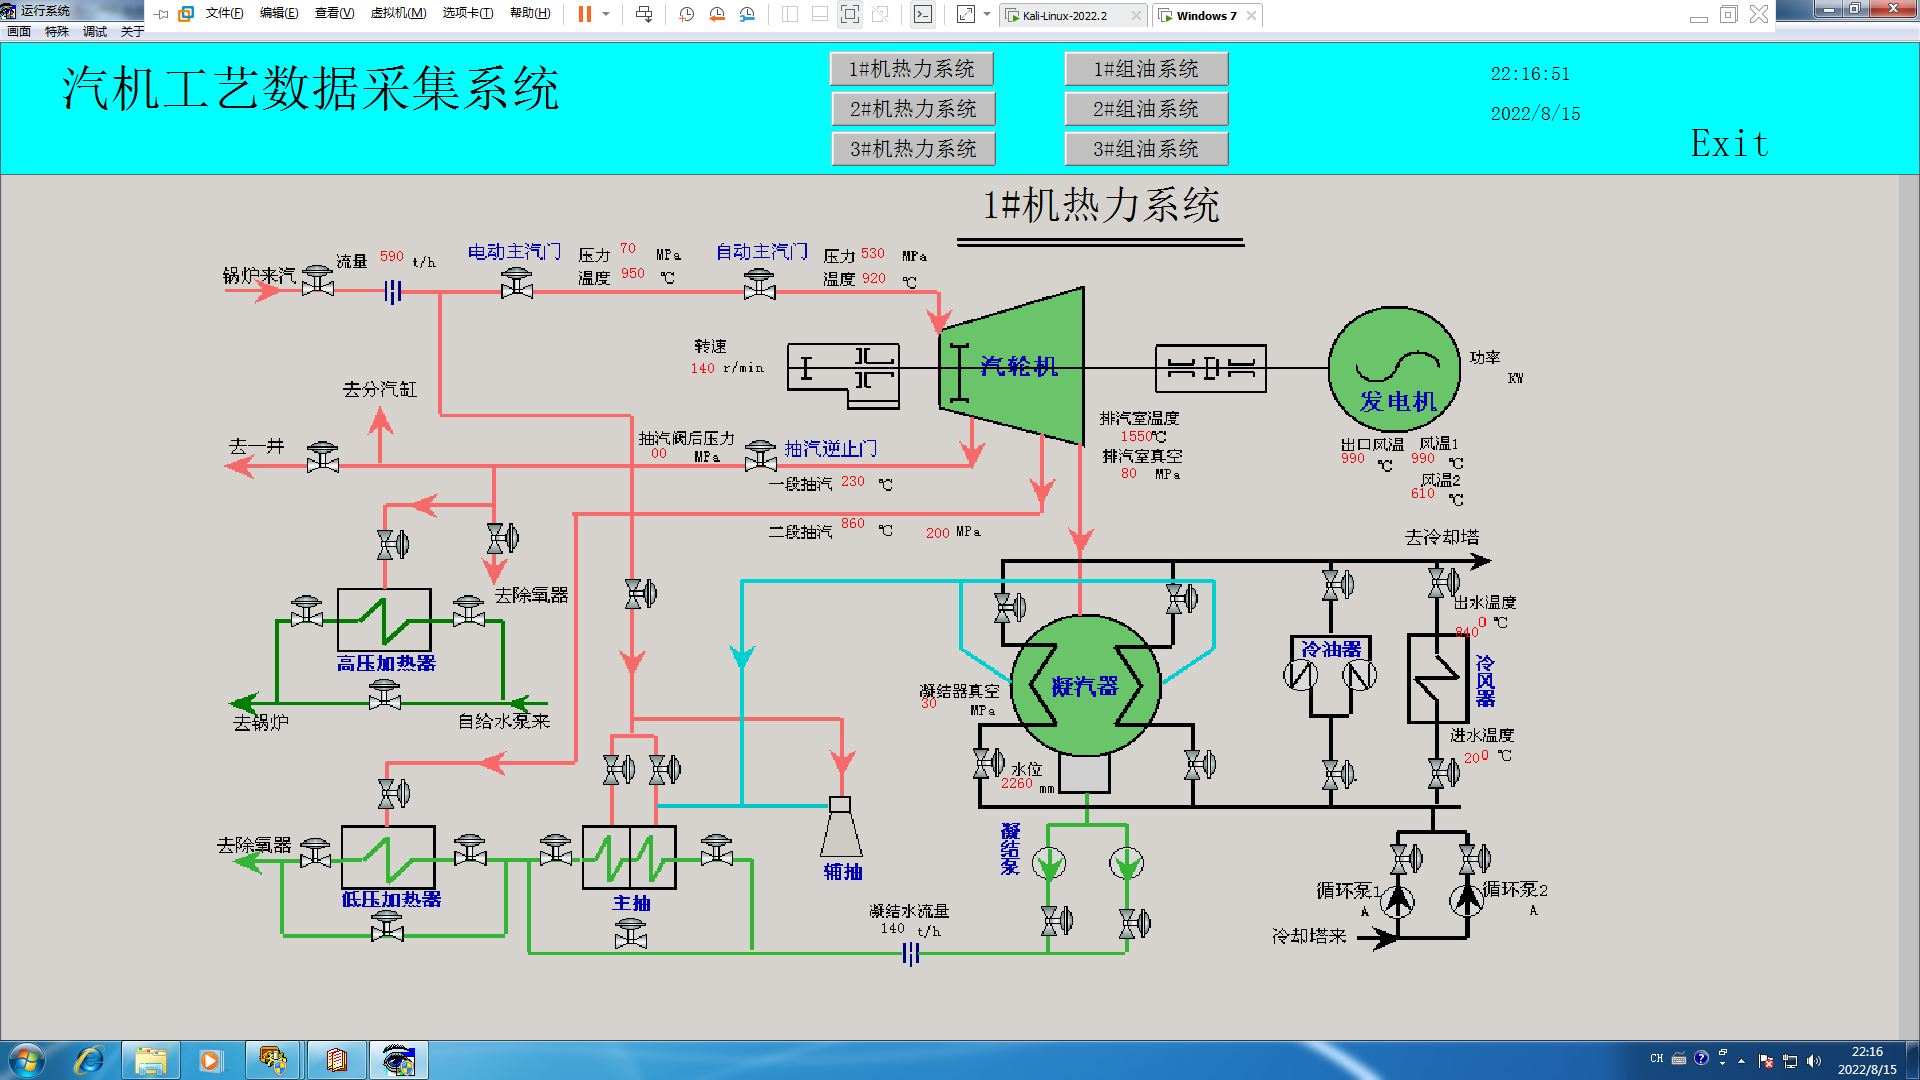 运行系统
文件(F) 编辑(E) 查看(V) 虚拟机(M) 选项卡(T) 帮助(H) Kali-Linux-2022.2 Windows 7
画面 特殊 调试 关于
汽机工艺数据采集系统
1#机热力系统 1#组油系统
2#机热力系统 2#组油系统
3#机热力系统 3#组油系统
22:16:51
2022/8/15
Exit
1#机热力系统
锅炉来汽
流量 590 t/h
电动主汽门
压力 70 MPa
温度 950 ℃
自动主汽门
压力 530 MPa
温度 920 ℃
转速
140 r/min
汽轮机
发电机
功率
KW
去分汽缸
去一井
抽汽阀后压力
00 MPa
抽汽逆止门
一段抽汽 230 ℃
二段抽汽 860 ℃ 200 MPa
排汽室温度
1550℃
排汽室真空
80 MPa
出口风温
990 ℃
风温1
990 ℃
风温2
610 ℃
去冷却塔
去除氧器
高压加热器
去锅炉
自给水泵来
凝结器真空
30 MPa
凝汽器
水位
2260 mm
冷油器
出水温度
840 0 ℃
冷风器
进水温度
20 0 ℃
去除氧器
低压加热器
主抽
辅抽
凝结泵
凝结水流量
140 t/h
循环泵1
A
循环泵2
A
冷却塔来
CH
22:16
2022/8/15